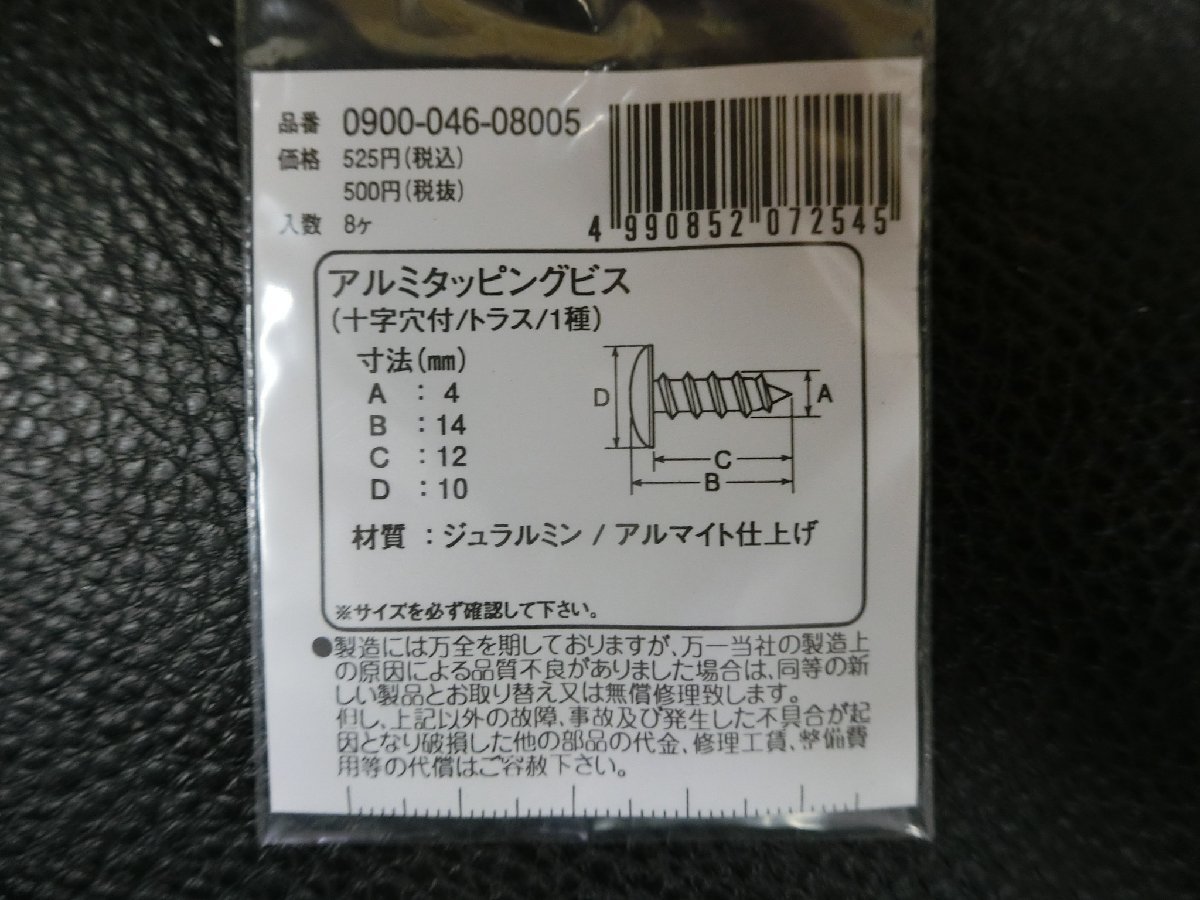 品番 0900-046-08005
価格 525円(税込)
500円(税抜)
入数 8ヶ
4 990852 072545
アルミタッピングビス
(十字穴付/トラス/1種)
寸法(㎜)
A : 4
B : 14
C : 12
D : 10
D
A
C
B
材質 : ジュラルミン / アルマイト仕上げ
※サイズを必ず確認して下さい。
●製造には万全を期しておりますが、万一当社の製造上
の原因による品質不良がありました場合は、同等の新
しい製品とお取り替え又は無償修理致します。
但し、上記以外の故障、事故及び発生した不具合が起
因となり破損した他の部品の代金、修理工賃、整備費
用等の代償はご容赦下さい。